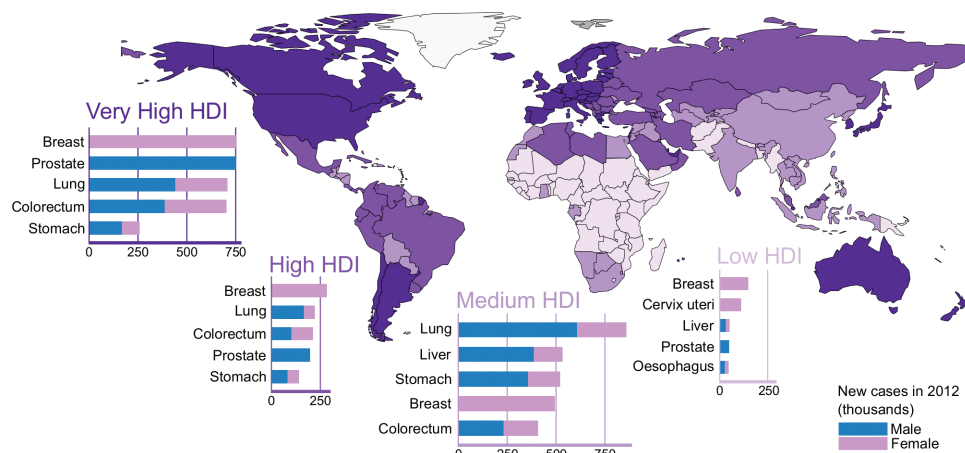 Very High HDI
Breast
Prostate
Lung
Colorectum
Stomach
0 250 500 750
High HDI
Breast
Lung
Colorectum
Prostate
Stomach
0 250
Medium HDI
Lung
Liver
Stomach
Breast
Colorectum
0 250 500 750
Low HDI
Breast
Cervix uteri
Liver
Prostate
Oesophagus
0 250
New cases in 2012
(thousands)
Male
Female